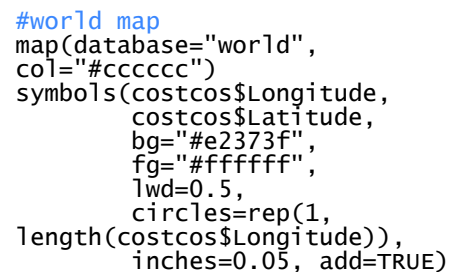 #world map
map(database="world",
col="#cccccc")
symbols(costcos$Longitude,
costcos$Latitude,
bg="#e2373f",
fg="#ffffff",
lwd=0.5,
circles=rep(1,
length(costcos$Longitude)),
inches=0.05, add=TRUE)